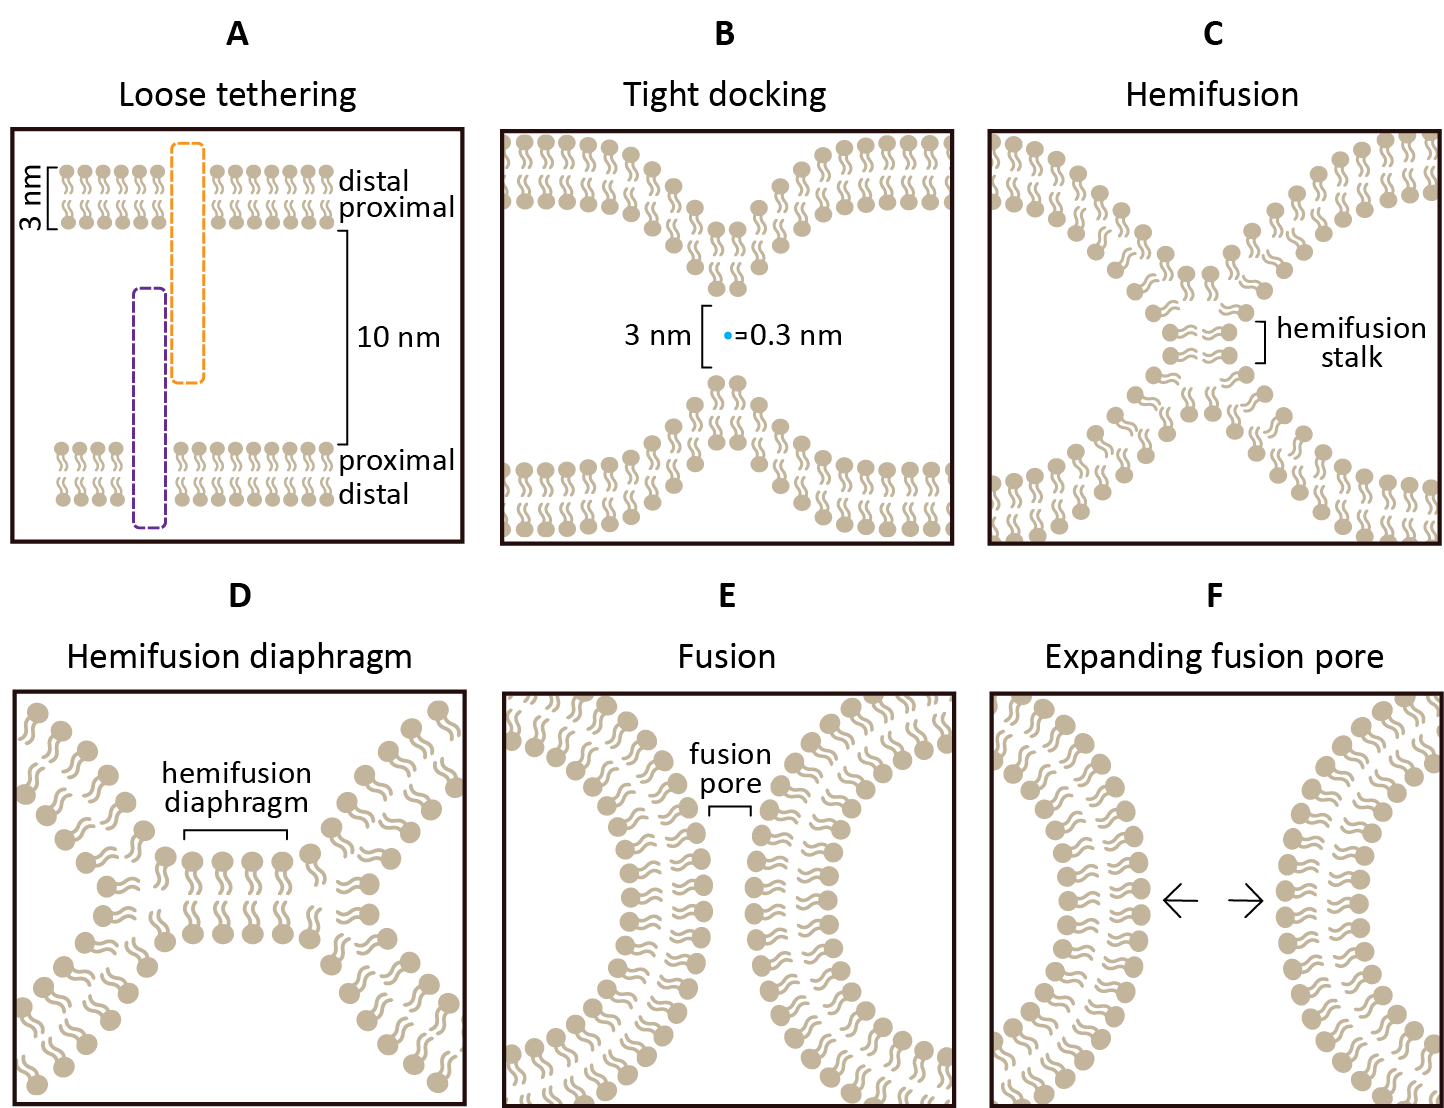 A
Loose tethering
3 nm
distal
proximal
10 nm
proximal
distal
B
Tight docking
3 nm
=0.3 nm
C
Hemifusion
hemifusion
stalk
D
Hemifusion diaphragm
hemifusion
diaphragm
E
Fusion
fusion
pore
F
Expanding fusion pore